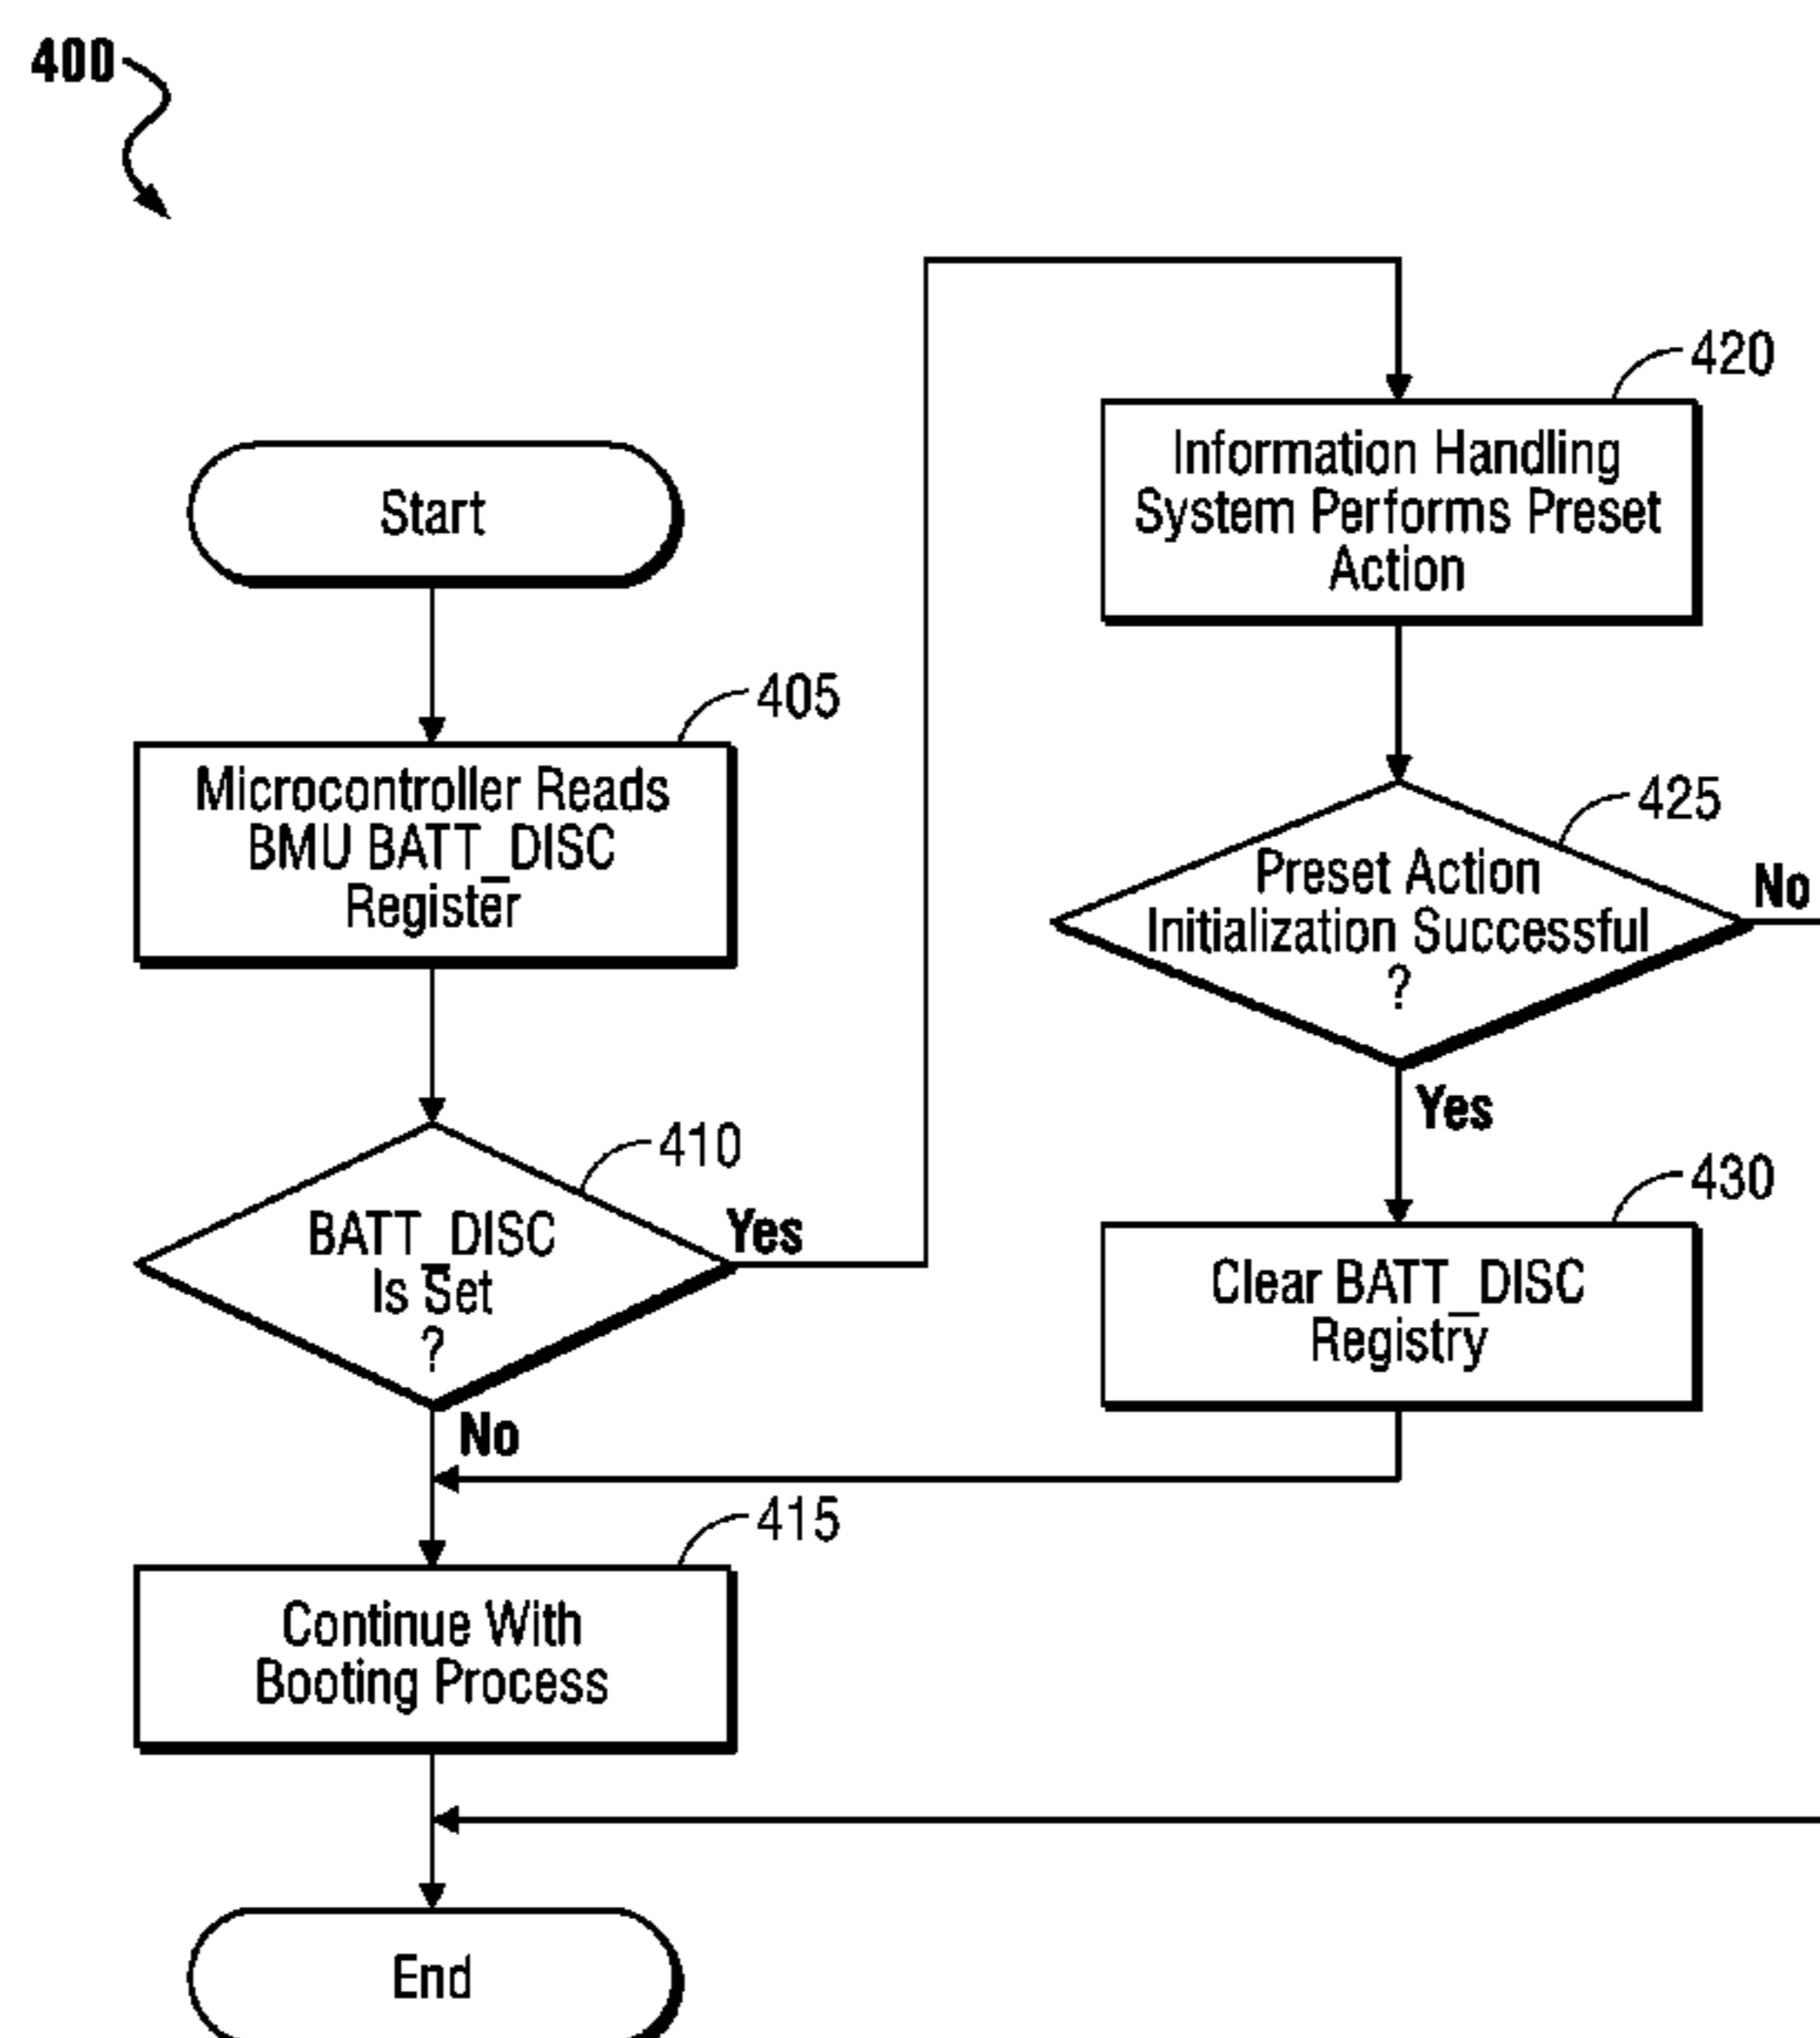 400
Start
405
Microcontroller Reads
BMU BATT_DISC
Register
410
BATT_DISC
Is Set
?
Yes
No
415
Continue With
Booting Process
End
420
Information Handling
System Performs Preset
Action
425
Preset Action
Initialization Successful
?
No
Yes
430
Clear BATT_DISC
Registry